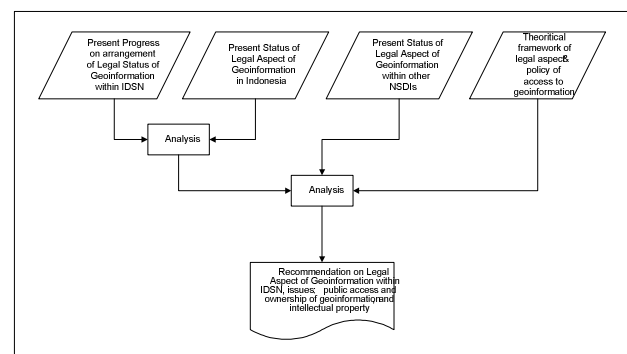 Present Progress
on arrangement
of Legal Status of
Geoinformation
within IDSN
Present Status of
Legal Aspect of
Geoinformation
in Indonesia
Present Status of
Legal Aspect of
Geoinformation
within other
NSDIs
Theoritical
framework of
legal aspect&
policy of
access to
geoinformation
Analysis
Analysis
Recommendation on Legal
Aspect of Geoinformation within
IDSN, issues: public access and
ownership of geoinformation,and
intellectual property